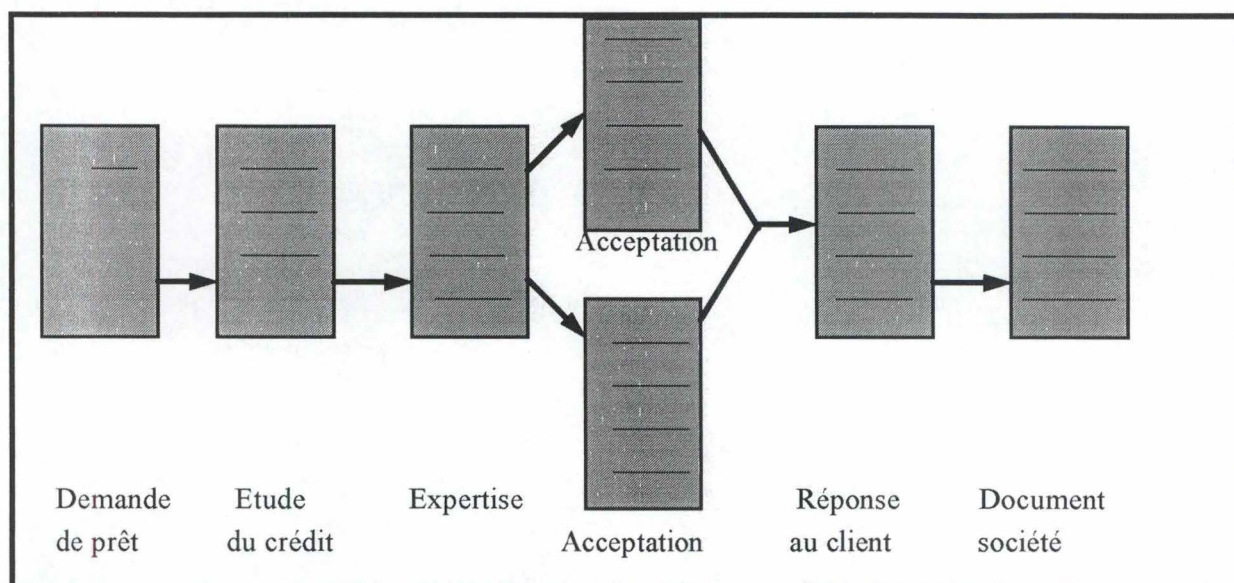 Acceptation
Demande
de prêt
Etude
du crédit
Expertise
Acceptation
Réponse
au client
Document
société